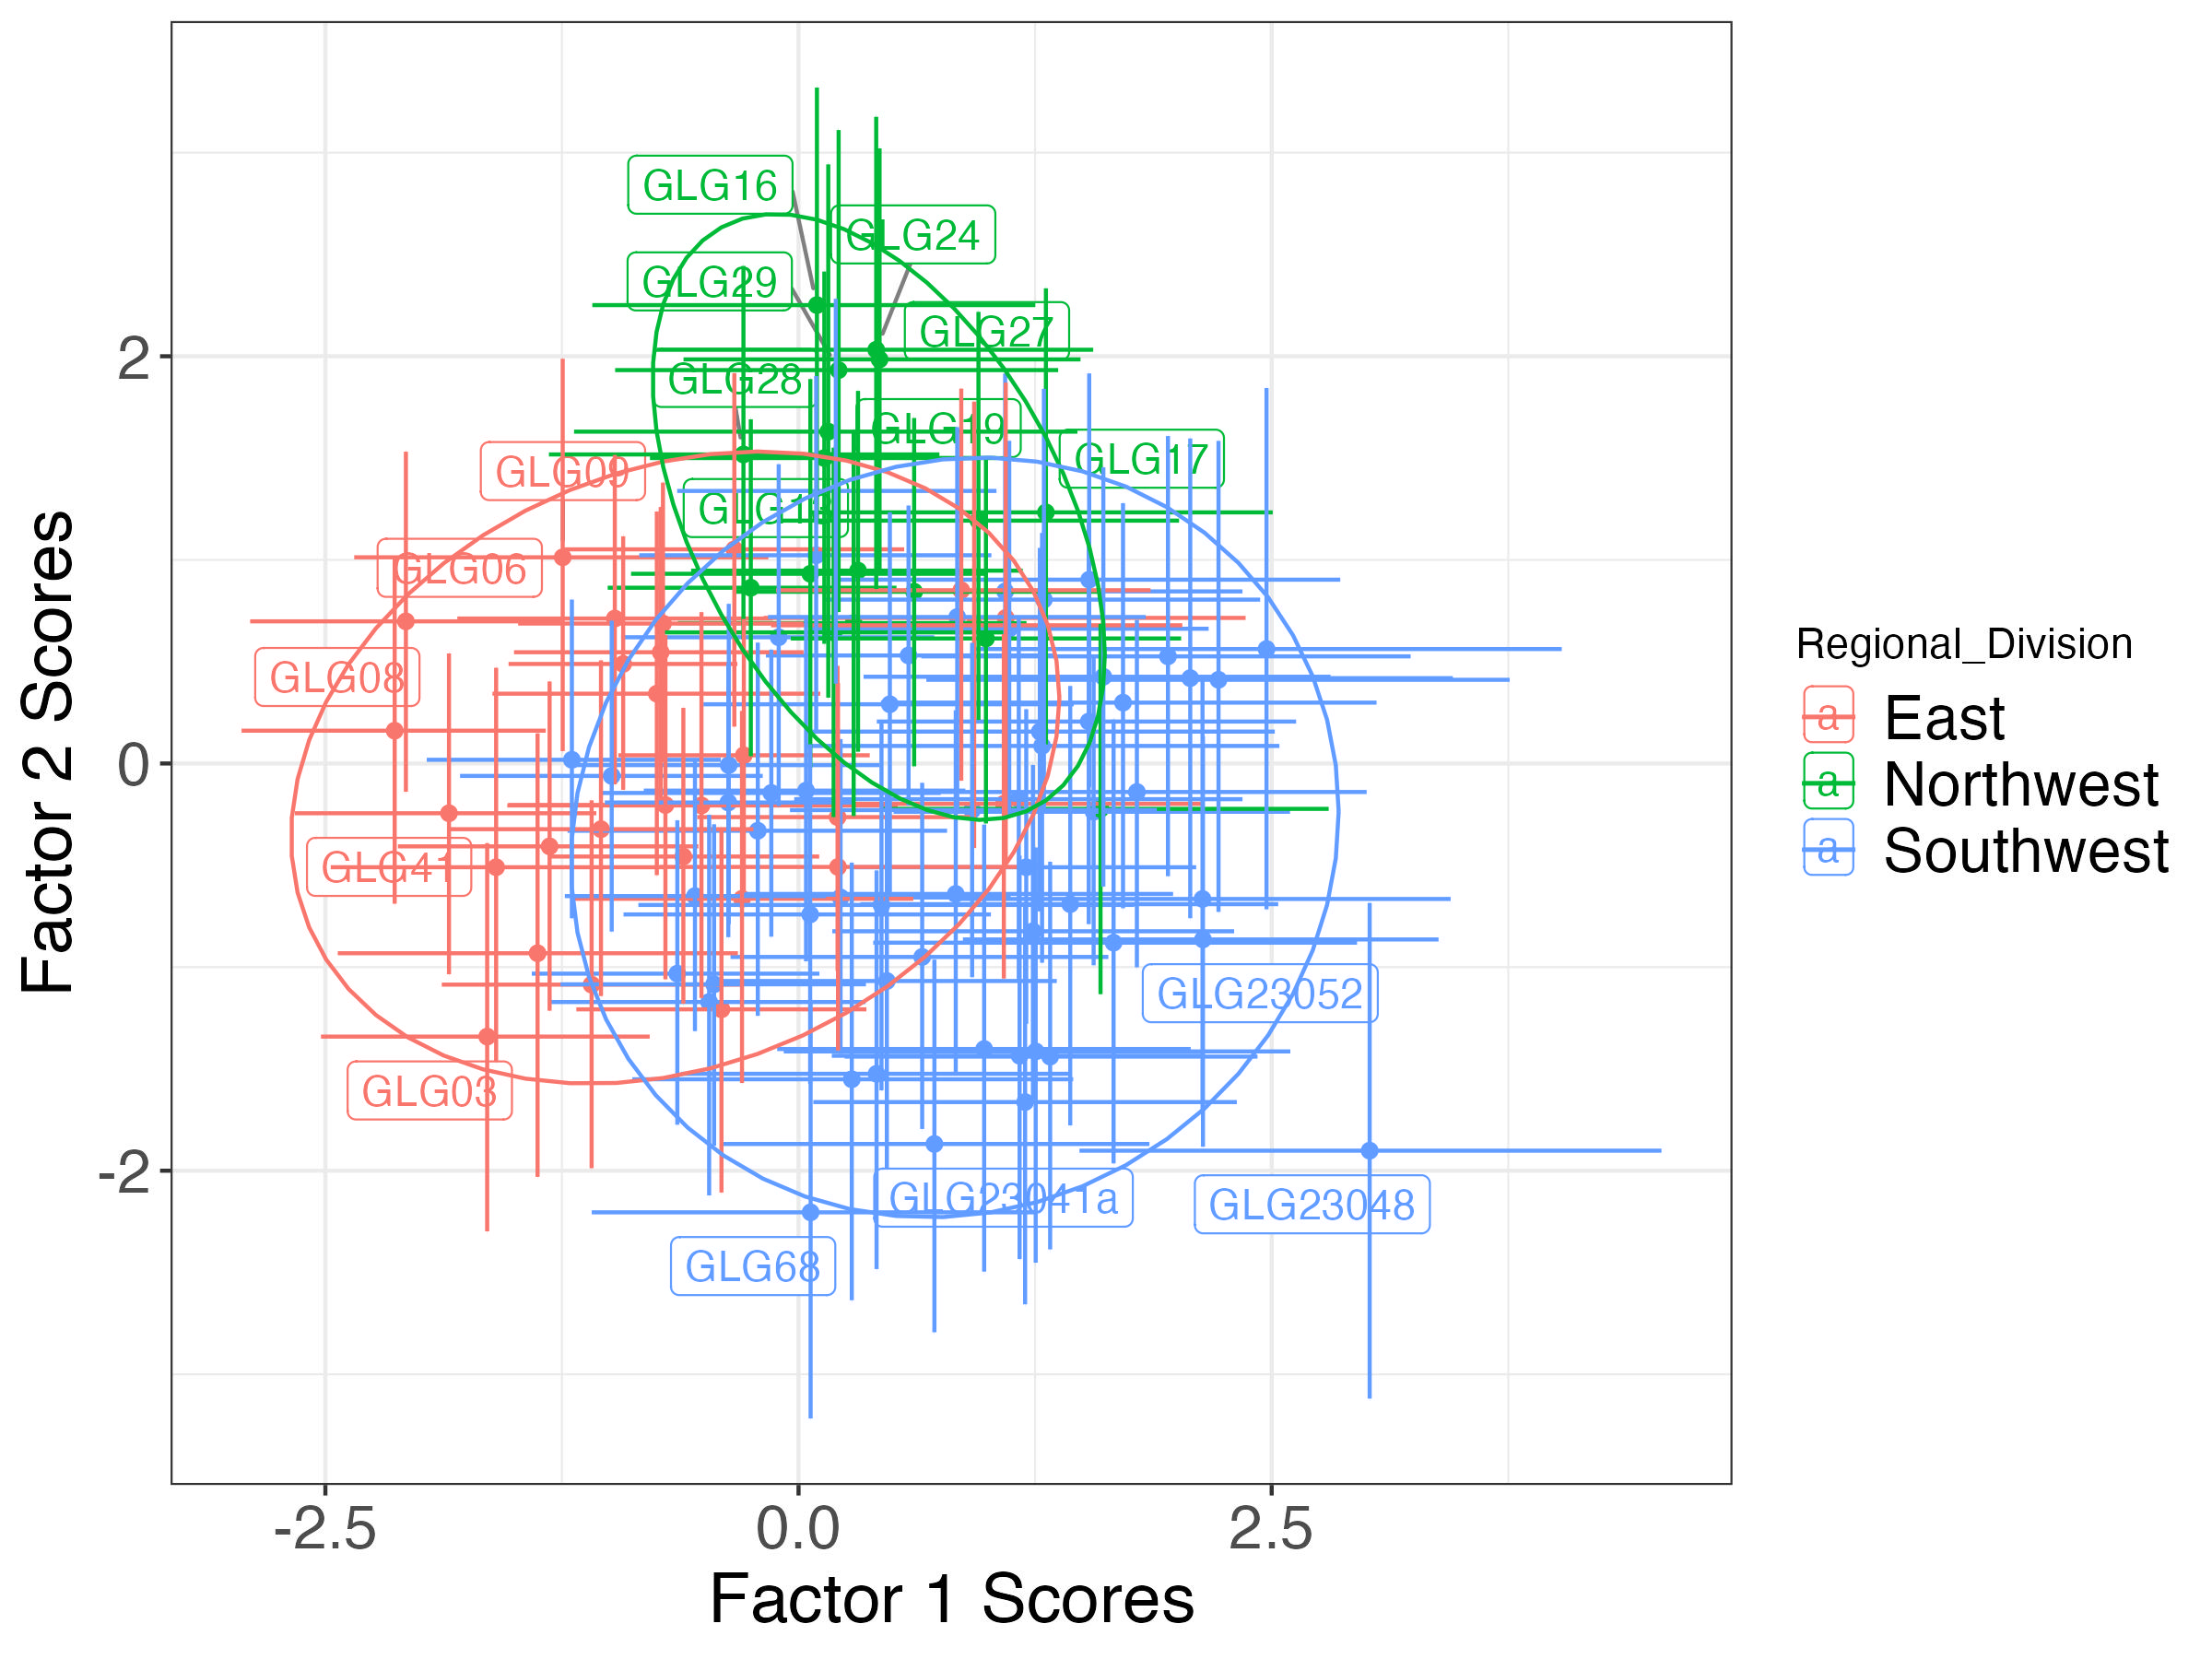 GLG16
GLG24
GLG29
GLG27
GLG28
GLG19
GLG17
GLG09
GLG06
GLG08
GLG41
GLG03
GLG23052
GLG23041a
GLG23048
GLG68
2
0
-2
-2.5
0.0
2.5
Factor 1 Scores
Factor 2 Scores
Regional_Division
a East
a Northwest
a Southwest